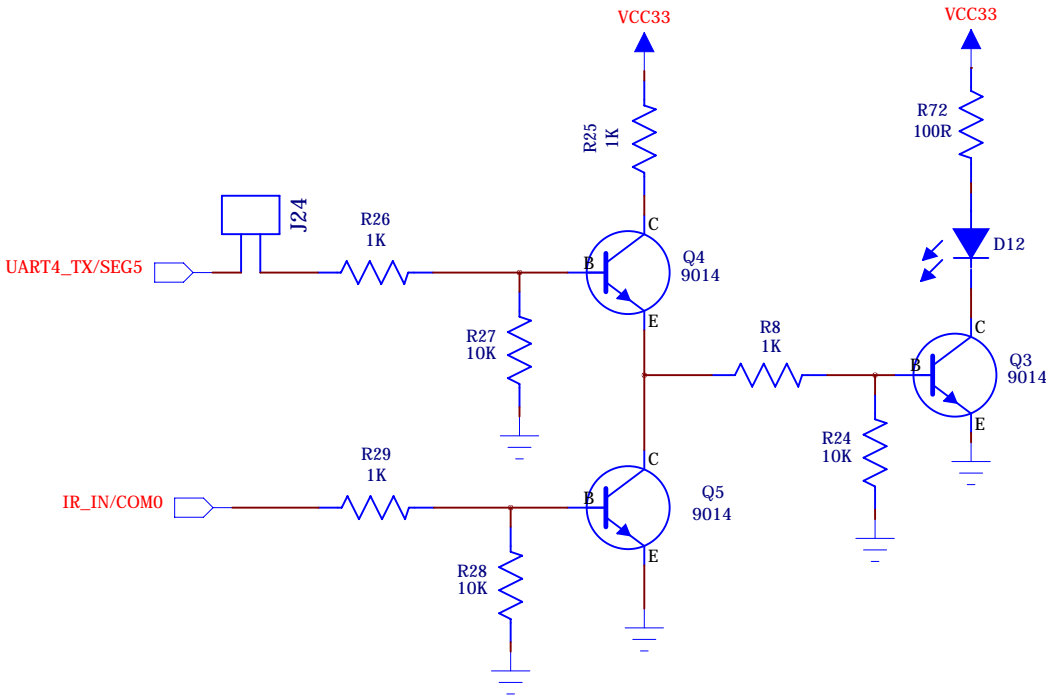 VCC33
VCC33
R25
1K
R72
100R
J24
R26
1K
UART4_TX/SEG5
C
B
Q4
9014
E
D12
R27
10K
R8
1K
C
B
Q3
9014
E
R24
10K
R29
1K
IR_IN/COM0
C
B
Q5
9014
E
R28
10K